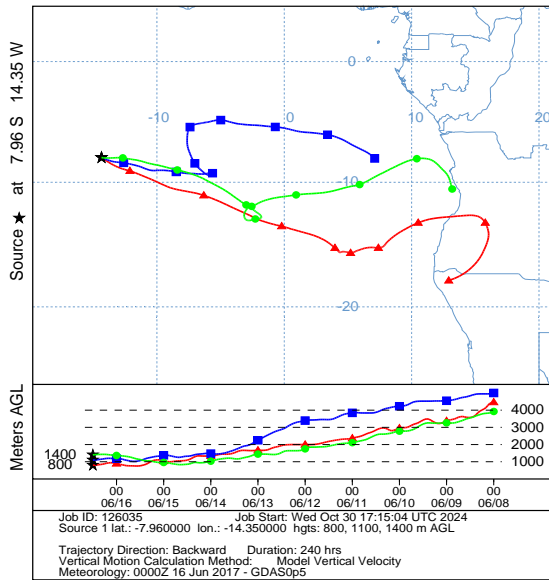 0
-10
0
10
20
-10
-20
Source ★ at 7.96 S 14.35 W
Meters AGL
1400
800
4000
3000
2000
1000
00 00 00 00 00 00 00 00 00
06/16 06/15 06/14 06/13 06/12 06/11 06/10 06/09 06/08
Job ID: 126035 Job Start: Wed Oct 30 17:15:04 UTC 2024
Source 1 lat.: -7.960000 lon.: -14.350000 hgts: 800, 1100, 1400 m AGL
Trajectory Direction: Backward Duration: 240 hrs
Vertical Motion Calculation Method: Model Vertical Velocity
Meteorology: 0000Z 16 Jun 2017 - GDAS0p5